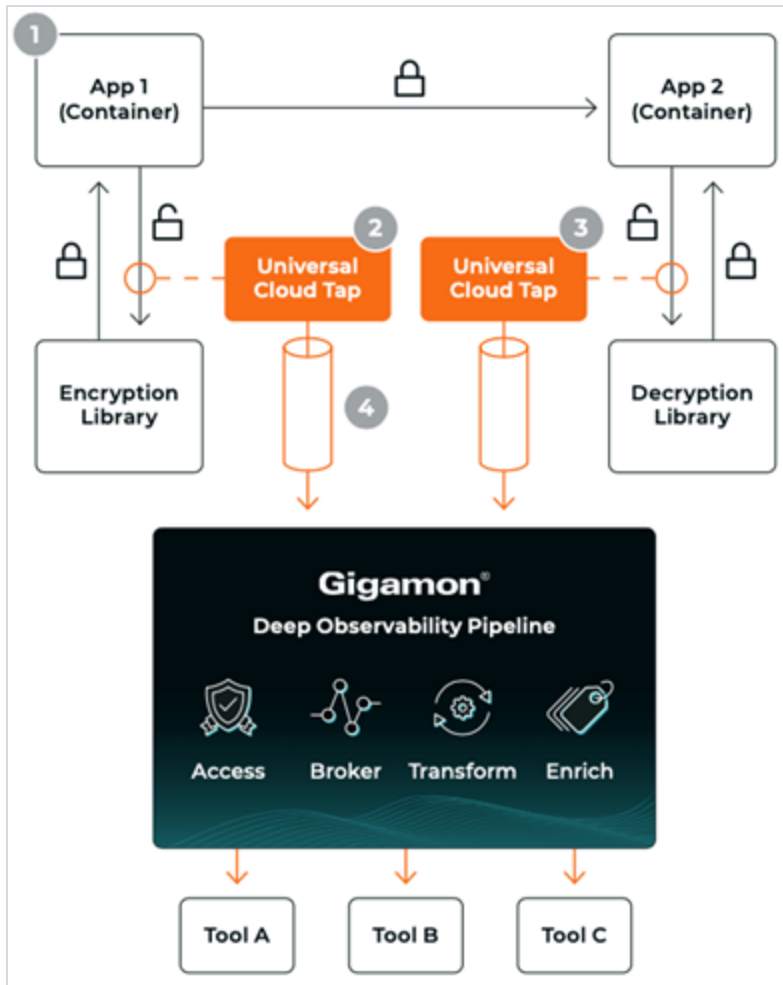 1
App 1
(Container)
App 2
(Container)
2
Universal
Cloud Tap
3
Universal
Cloud Tap
Encryption
Library
4
Decryption
Library
Gigamon®
Deep Observability Pipeline
Access
Broker
Transform
Enrich
Tool A
Tool B
Tool C